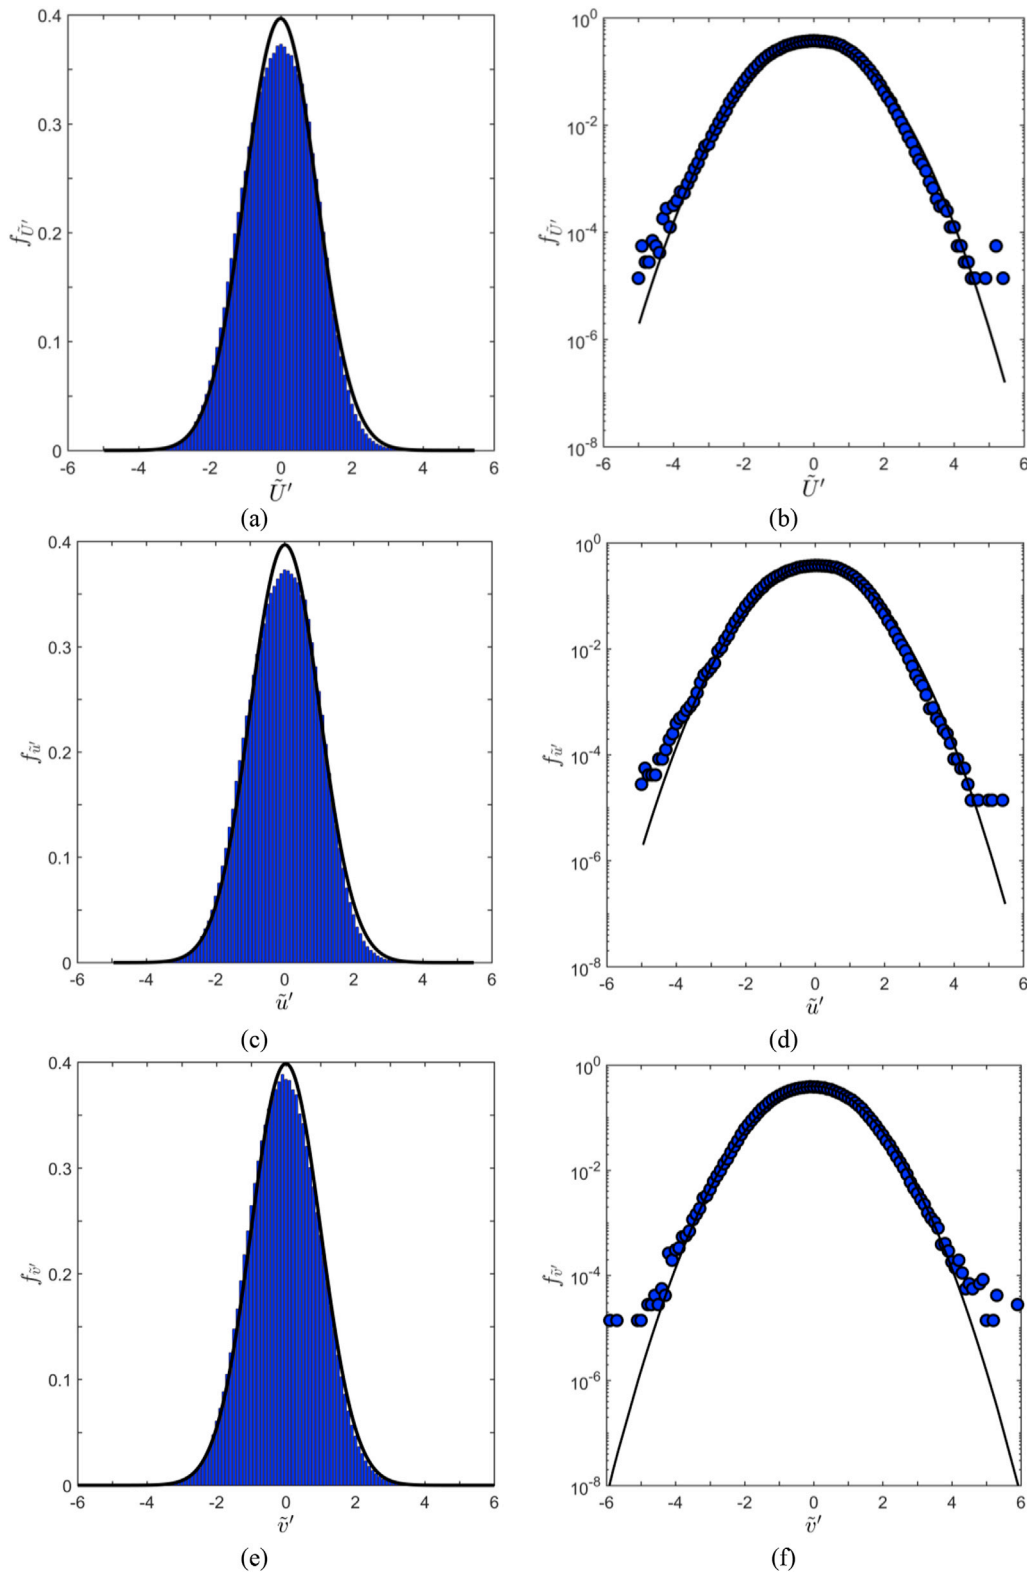 0.4 0.3 0.2 0.1 0
f_{Ũ′}
-6 -4 -2 0 2 4 6
Ũ′
(a)
10^0 10^-2 10^-4 10^-6 10^-8
f_{Ũ′}
-6 -4 -2 0 2 4 6
Ũ′
(b)
0.4 0.3 0.2 0.1 0
f_{ũ′}
-6 -4 -2 0 2 4 6
ũ′
(c)
10^0 10^-2 10^-4 10^-6 10^-8
f_{ũ′}
-6 -4 -2 0 2 4 6
ũ′
(d)
0.4 0.3 0.2 0.1 0
f_{ṽ′}
-6 -4 -2 0 2 4 6
ṽ′
(e)
10^0 10^-2 10^-4 10^-6 10^-8
f_{ṽ′}
-6 -4 -2 0 2 4 6
ṽ′
(f)